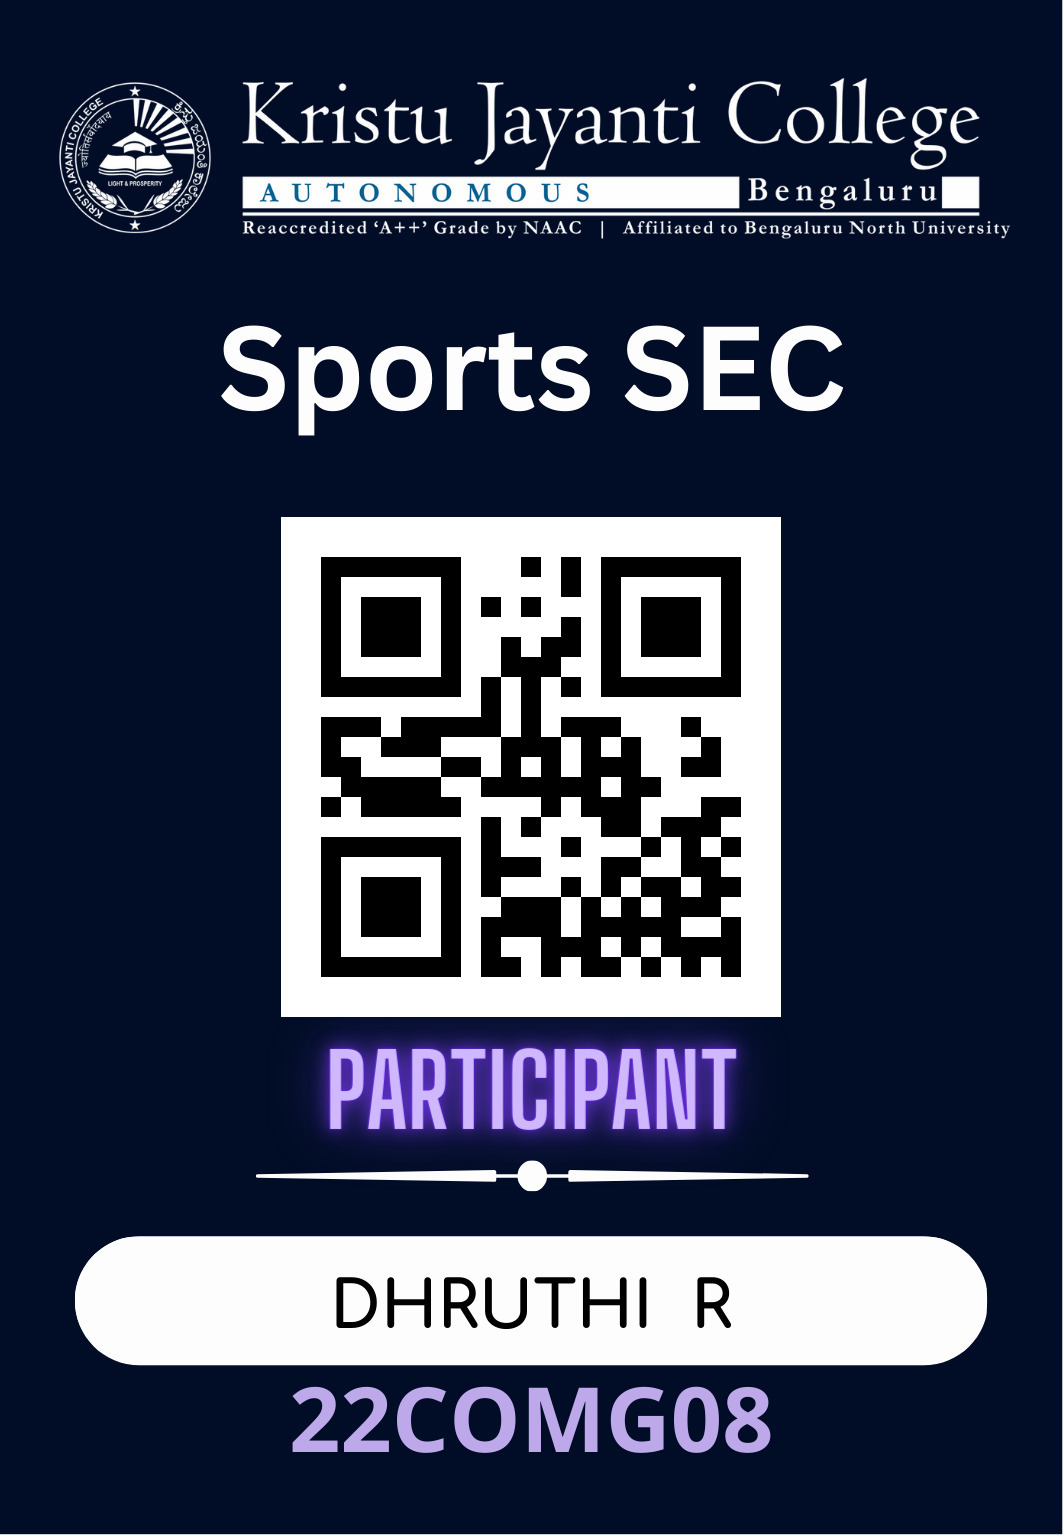 Kristu Jayanti College
AUTONOMOUS Bengaluru
Reaccredited ‘A++’ Grade by NAAC | Affiliated to Bengaluru North University
KRISTU JAYANTI COLLEGE
LIGHT & PROSPERITY
Sports SEC
PARTICIPANT
DHRUTHI R
22COMG08